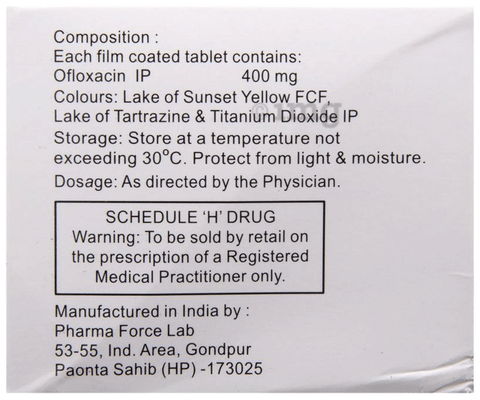 Composition :
Each film coated tablet contains:
Ofloxacin IP 400 mg
Colours: Lake of Sunset Yellow FCF,
Lake of Tartrazine & Titanium Dioxide IP
Storage: Store at a temperature not
exceeding 30°C. Protect from light & moisture.
Dosage: As directed by the Physician.
SCHEDULE 'H' DRUG
Warning: To be sold by retail on
the prescription of a Registered
Medical Practitioner only.
Manufactured in India by :
Pharma Force Lab
53-55, Ind. Area, Gondpur
Paonta Sahib (HP) -173025